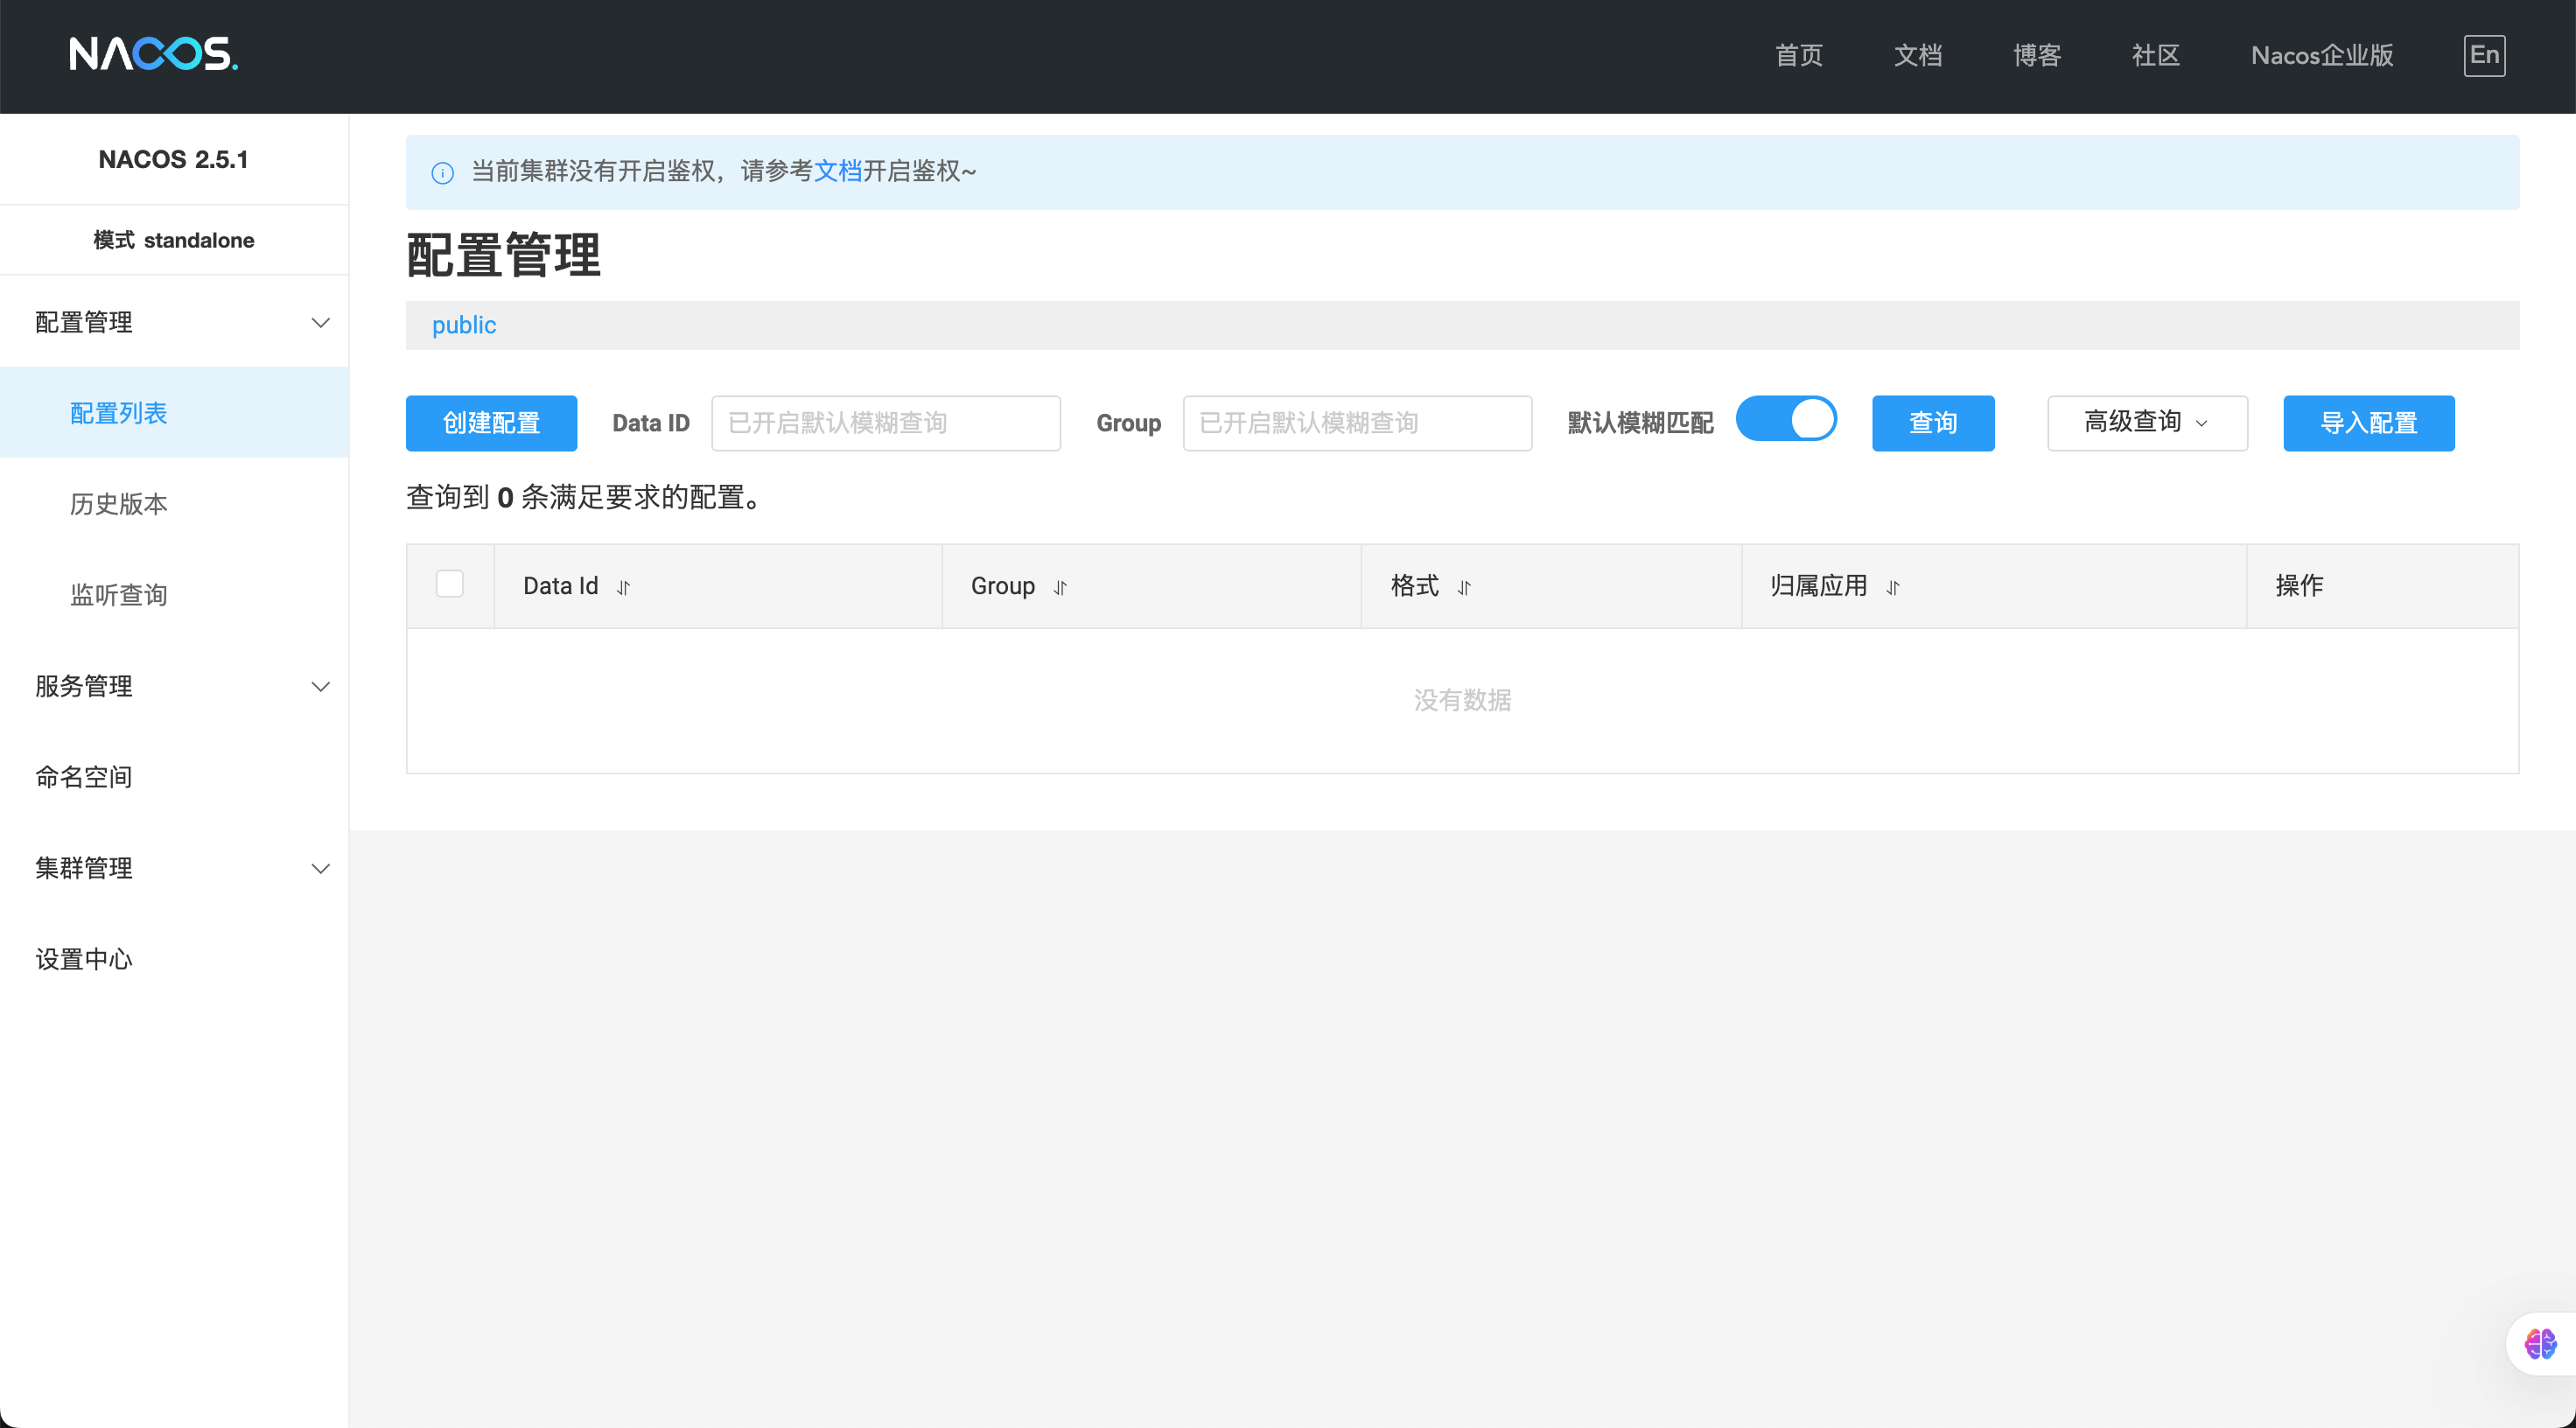 NACOS.
首页 文档 博客 社区 Nacos企业版 En
NACOS 2.5.1
模式 standalone
配置管理
配置列表
历史版本
监听查询
服务管理
命名空间
集群管理
设置中心
当前集群没有开启鉴权，请参考文档开启鉴权~
配置管理
public
创建配置 Data ID 已开启默认模糊查询 Group 已开启默认模糊查询 默认模糊匹配 查询 高级查询 导入配置
查询到 0 条满足要求的配置。
Data Id Group 格式 归属应用 操作
没有数据